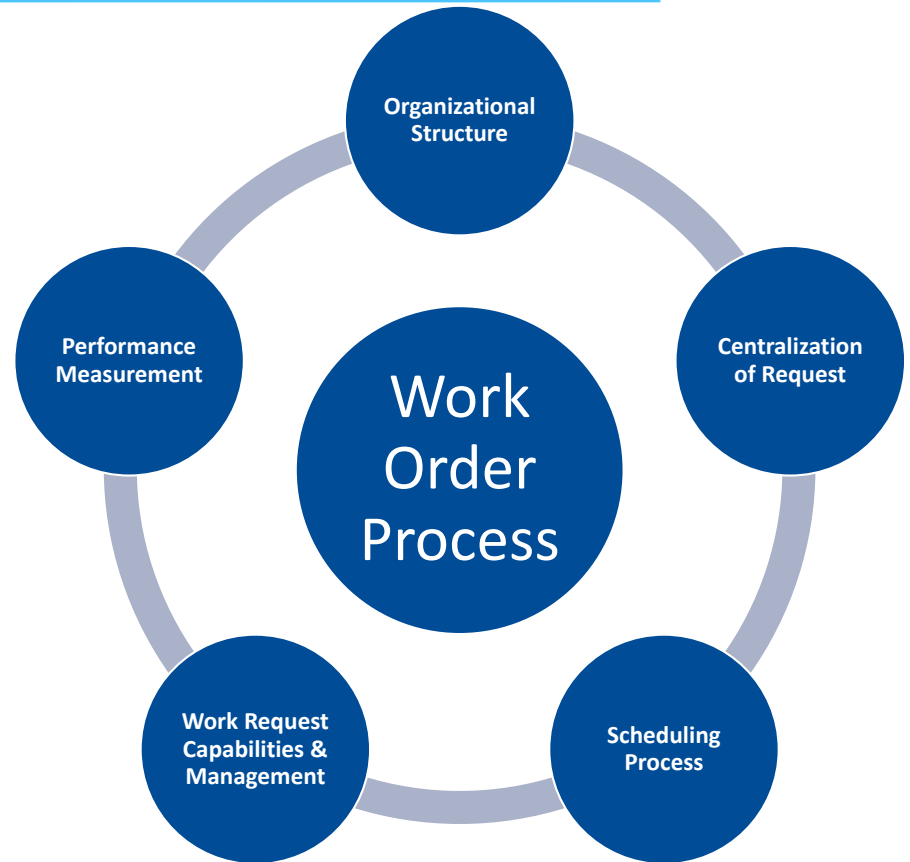 Organizational
Structure
Performance
Measurement
Centralization
of Request
Work
Order
Process
Work Request
Capabilities &
Management
Scheduling
Process